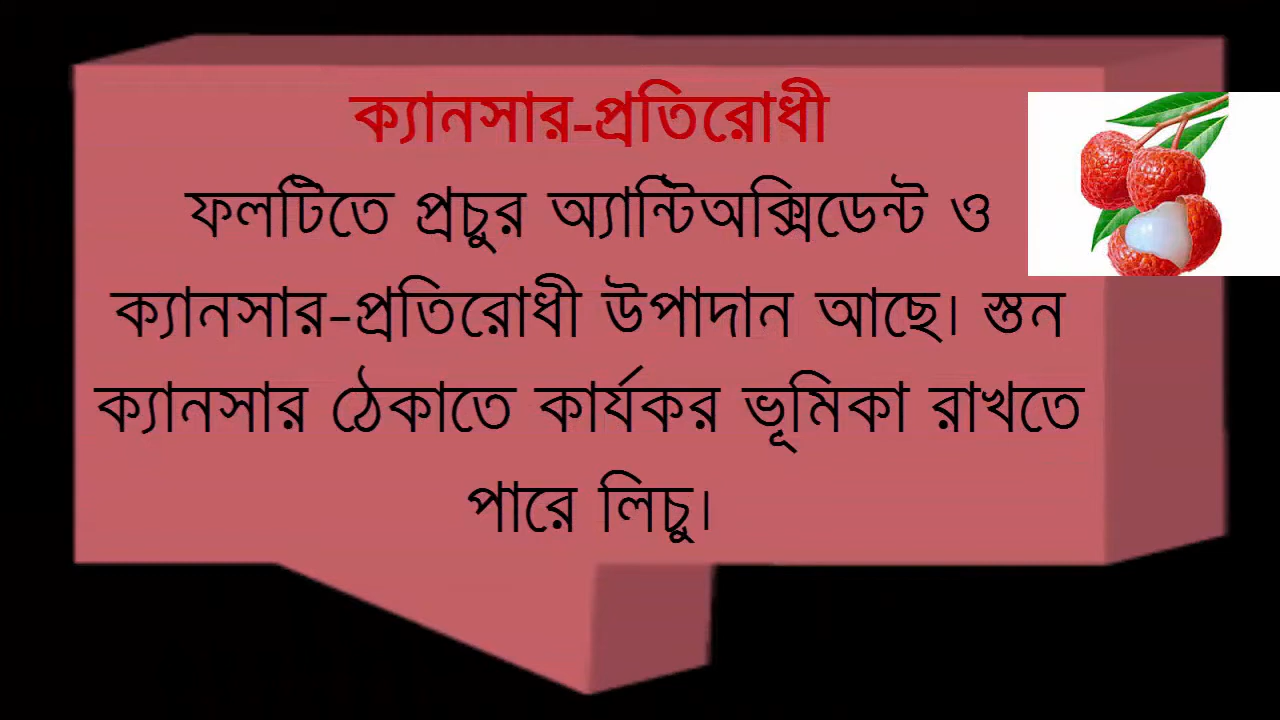 ক্যানসার-প্রতিরোধী
ফলটিতে প্রচুর অ্যান্টিঅক্সিডেন্ট ও
ক্যানসার-প্রতিরোধী উপাদান আছে। স্তন
ক্যানসার ঠেকাতে কার্যকর ভূমিকা রাখতে
পারে লিচু।